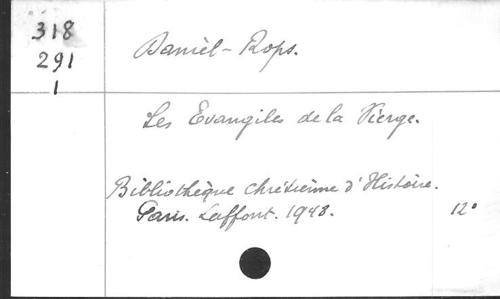 318
291
1
Daniel-Rops.
Les Evangiles de la Vierge.
Bibliothèque chrétienne d'Histoire.
Paris. Laffont. 1948. 12°